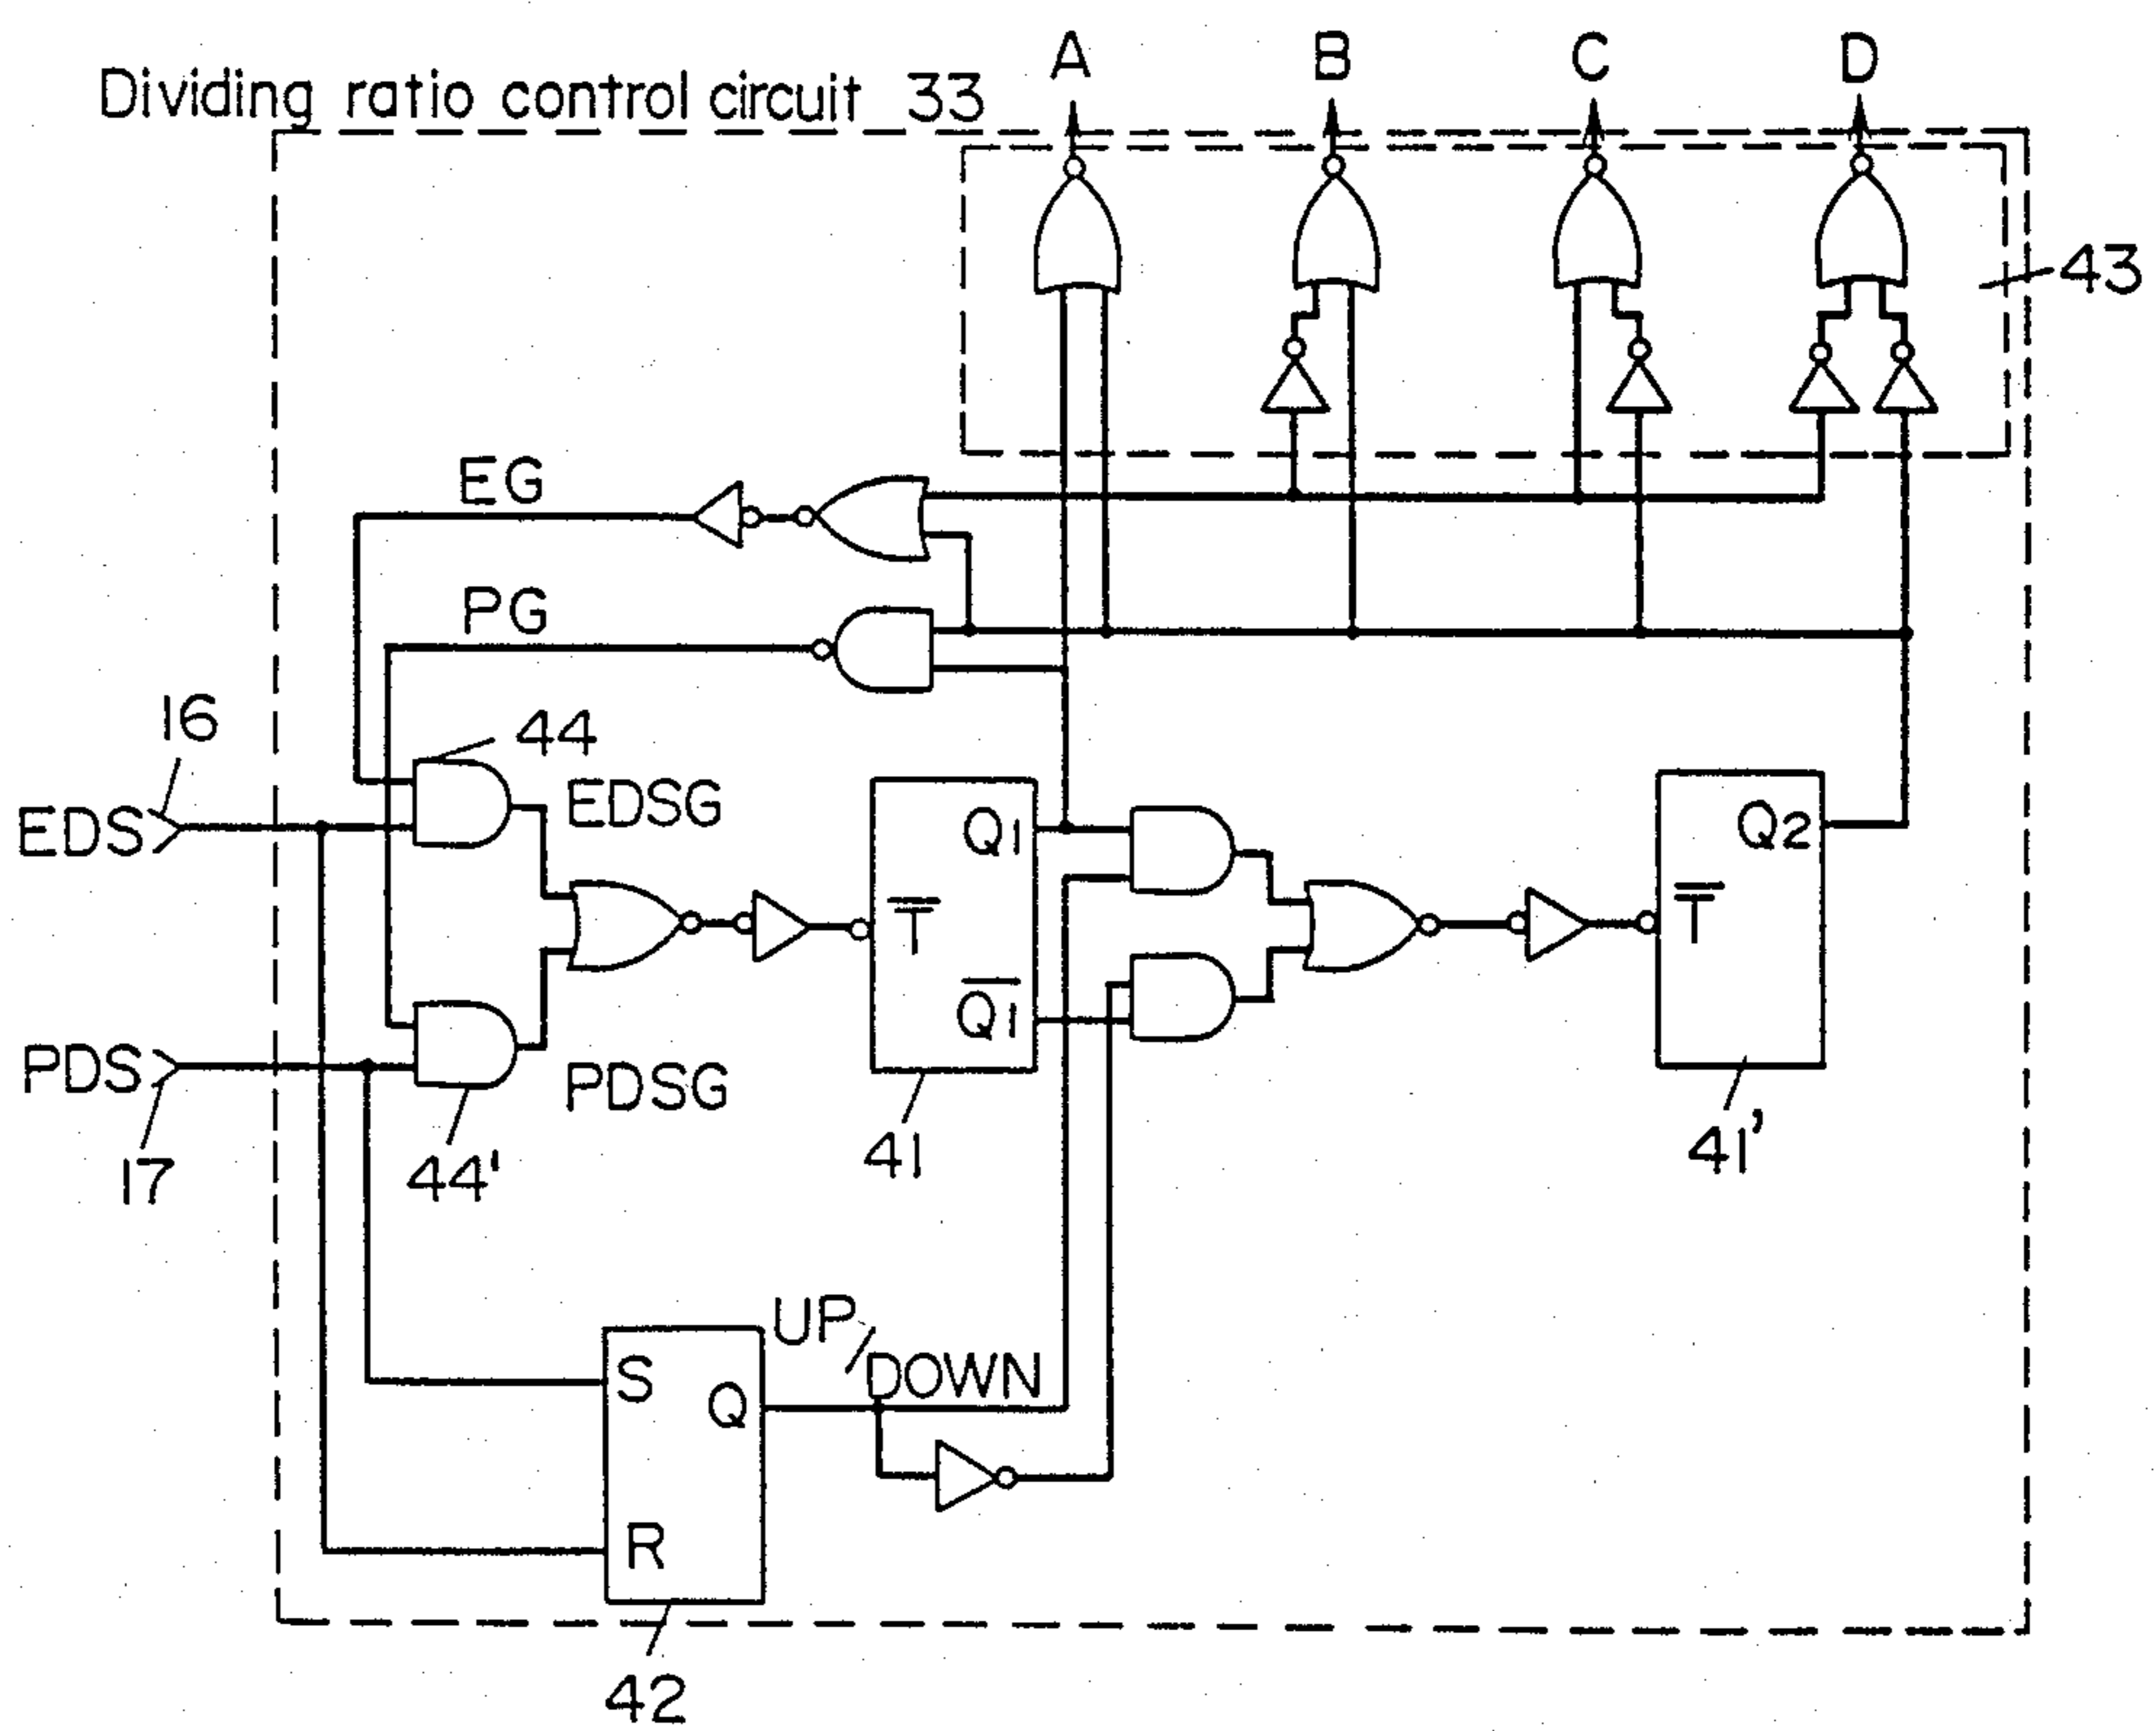 A B C D
Dividing ratio control circuit 33
43
EG
PG
16
44
EDSG
EDS
Q1
Q2
T̅
T̅
Q̅1̅
PDS
PDSG
17
44'
41
41'
UP/DOWN
S
Q
R
42